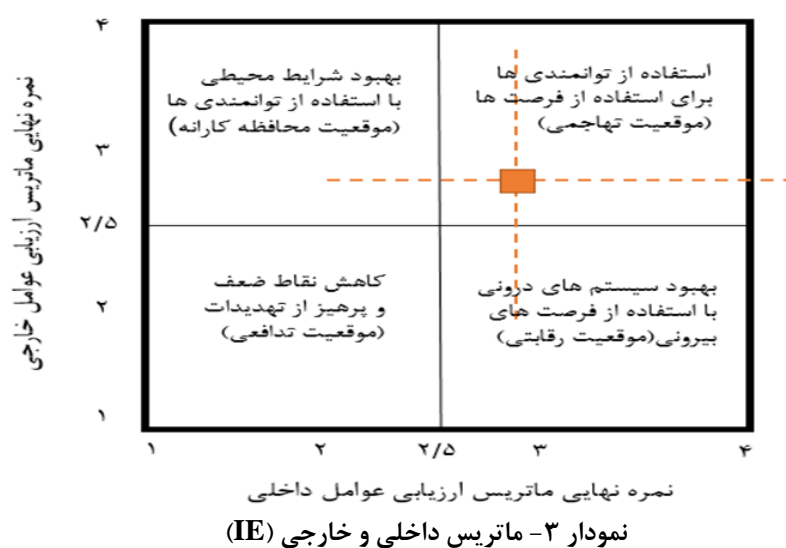 ۴
۳
۲/۵
۲
۱
نمره نهایی ماتریس ارزیابی عوامل خارجی
بهبود شرایط محیطی
با استفاده از توانمندی ها
(موقعیت محافظه کارانه)
استفاده از توانمندی ها
برای استفاده از فرصت ها
(موقعیت تهاجمی)
کاهش نقاط ضعف
و پرهیز از تهدیدات
(موقعیت تدافعی)
بهبود سیستم های درونی
با استفاده از فرصت های
بیرونی(موقعیت رقابتی)
۱ ۲ ۲/۵ ۳ ۴
نمره نهایی ماتریس ارزیابی عوامل داخلی
نمودار ۳- ماتریس داخلی و خارجی (IE)